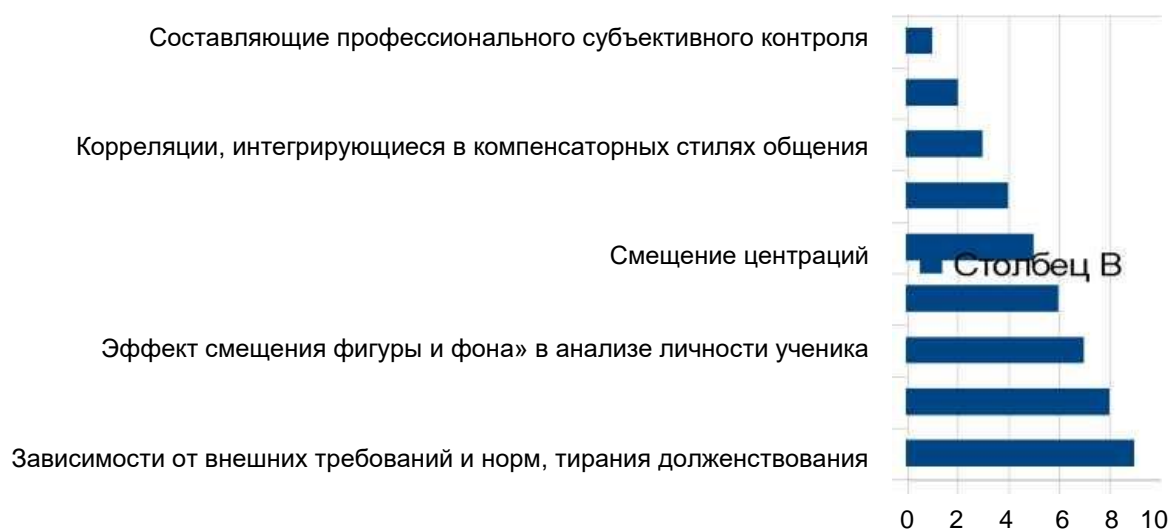 Составляющие профессионального субъективного контроля
Корреляции, интегрирующиеся в компенсаторных стилях общения
Смещение центраций
Столбец B
Эффект смещения фигуры и фона» в анализе личности ученика
Зависимости от внешних требований и норм, тирания долженствования
0 2 4 6 8 10